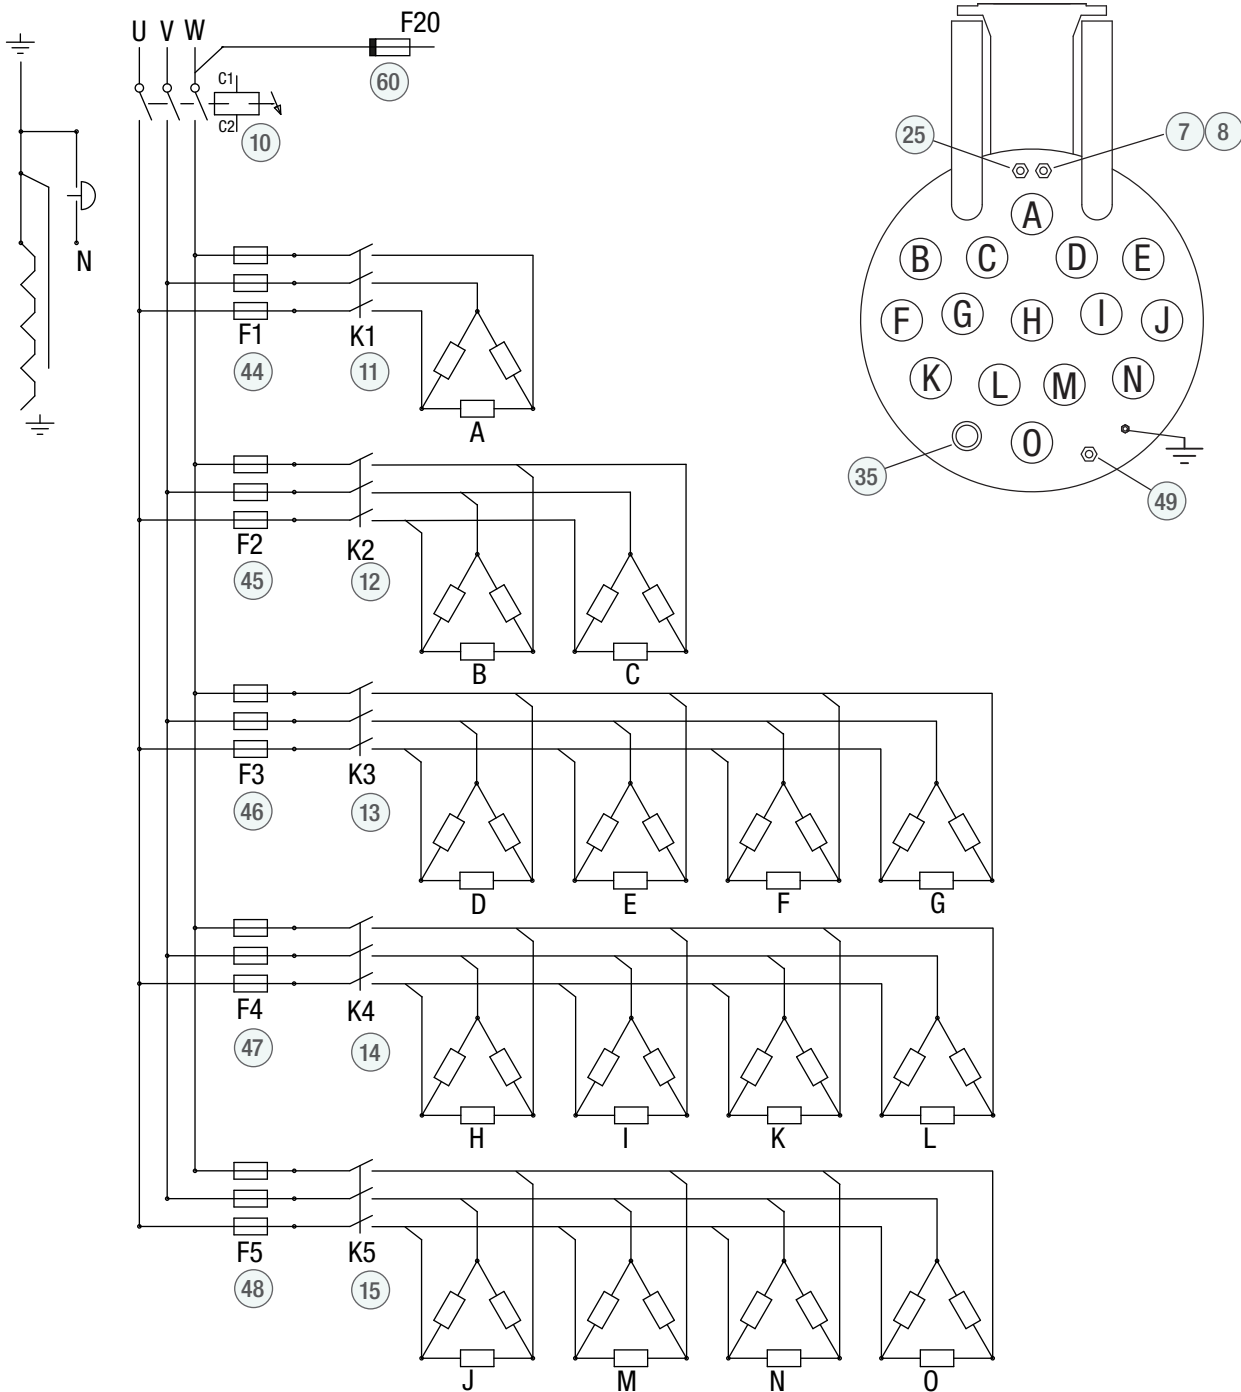 U V W
F20
60
C1
C2
10
N
F1 K1
44 11
A
F2 K2
45 12
B C
F3 K3
46 13
D E F G
F4 K4
47 14
H I K L
F5 K5
48 15
J M N O
25 7 8
A
B C D E
F G H I J
K L M N
O
35
49